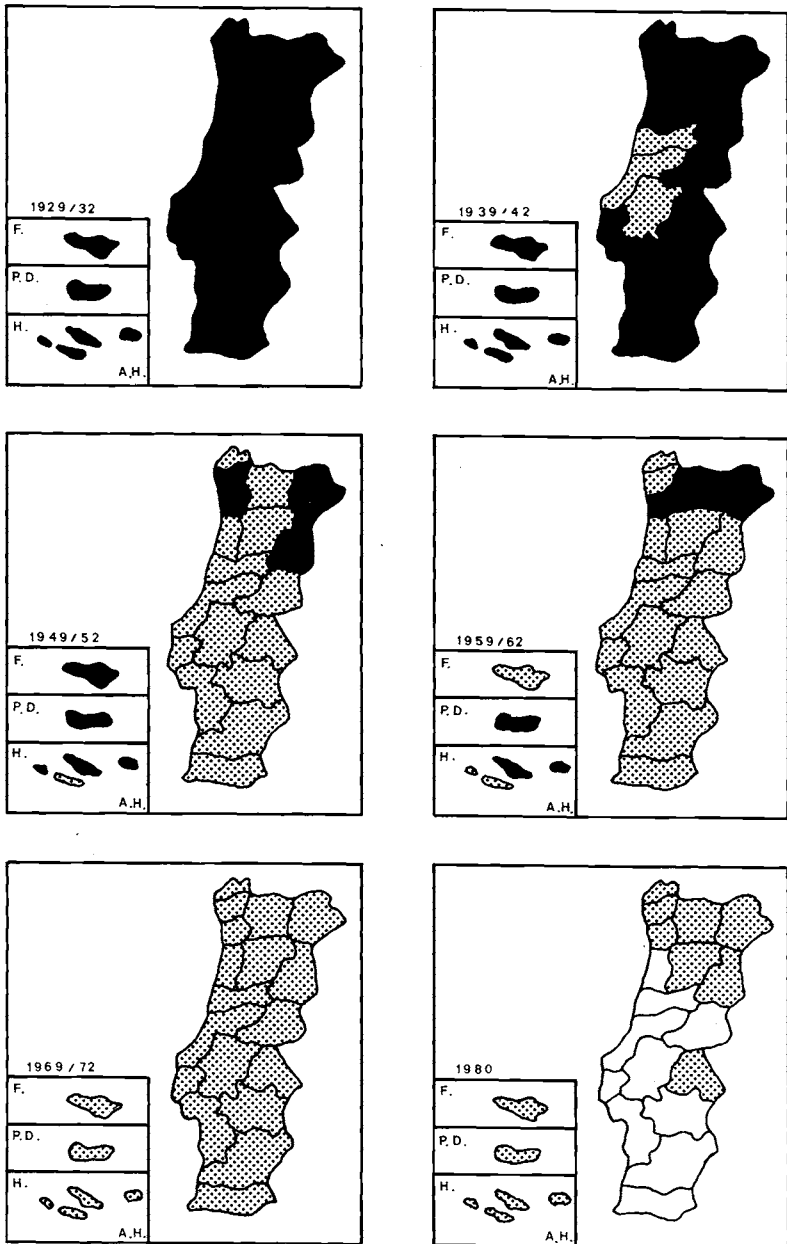 1929/32
F.
P.D.
H.
A.H.
1939/42
F.
P.D.
H.
A.H.
1949/52
F.
P.D.
H.
A.H.
1959/62
F.
P.D.
H.
A.H.
1969/72
F.
P.D.
H.
A.H.
1980
F.
P.D.
H.
A.H.